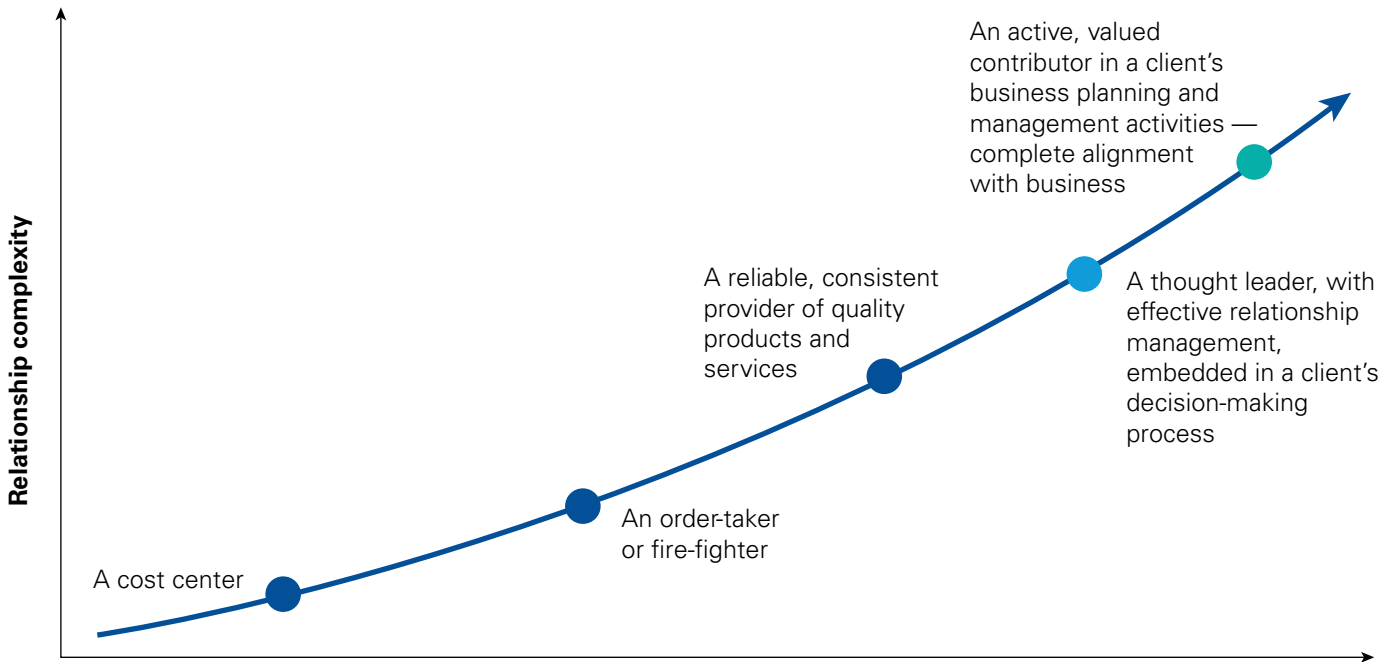 An active, valued
contributor in a client's
business planning and
management activities —
complete alignment
with business
Relationship complexity
A reliable, consistent
provider of quality
products and
services
A thought leader, with
effective relationship
management,
embedded in a client's
decision-making
process
An order-taker
or fire-fighter
A cost center